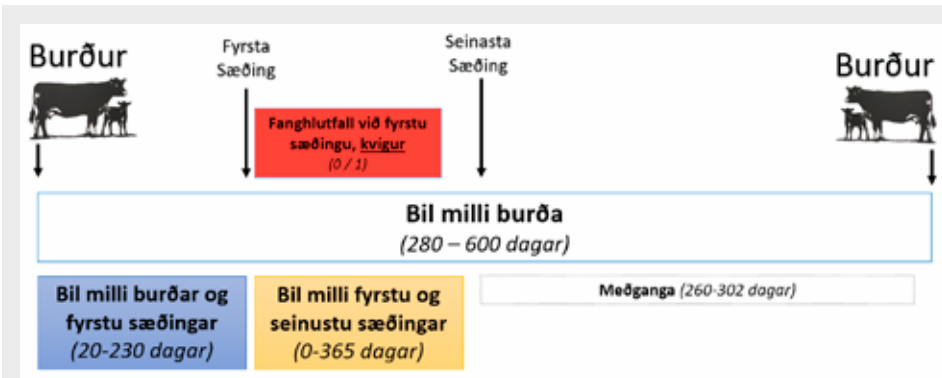 Burður
Fyrsta
Sæðing
Seinasta
Sæðing
Burður
Fanghlutfall við fyrstu
sæðingu, kvigur
(0 / 1)
Bil milli burða
(280 – 600 dagar)
Bil milli burðar og
fyrstu sæðingar
(20-230 dagar)
Bil milli fyrstu og
seinustu sæðingar
(0-365 dagar)
Meðganga (260-302 dagar)